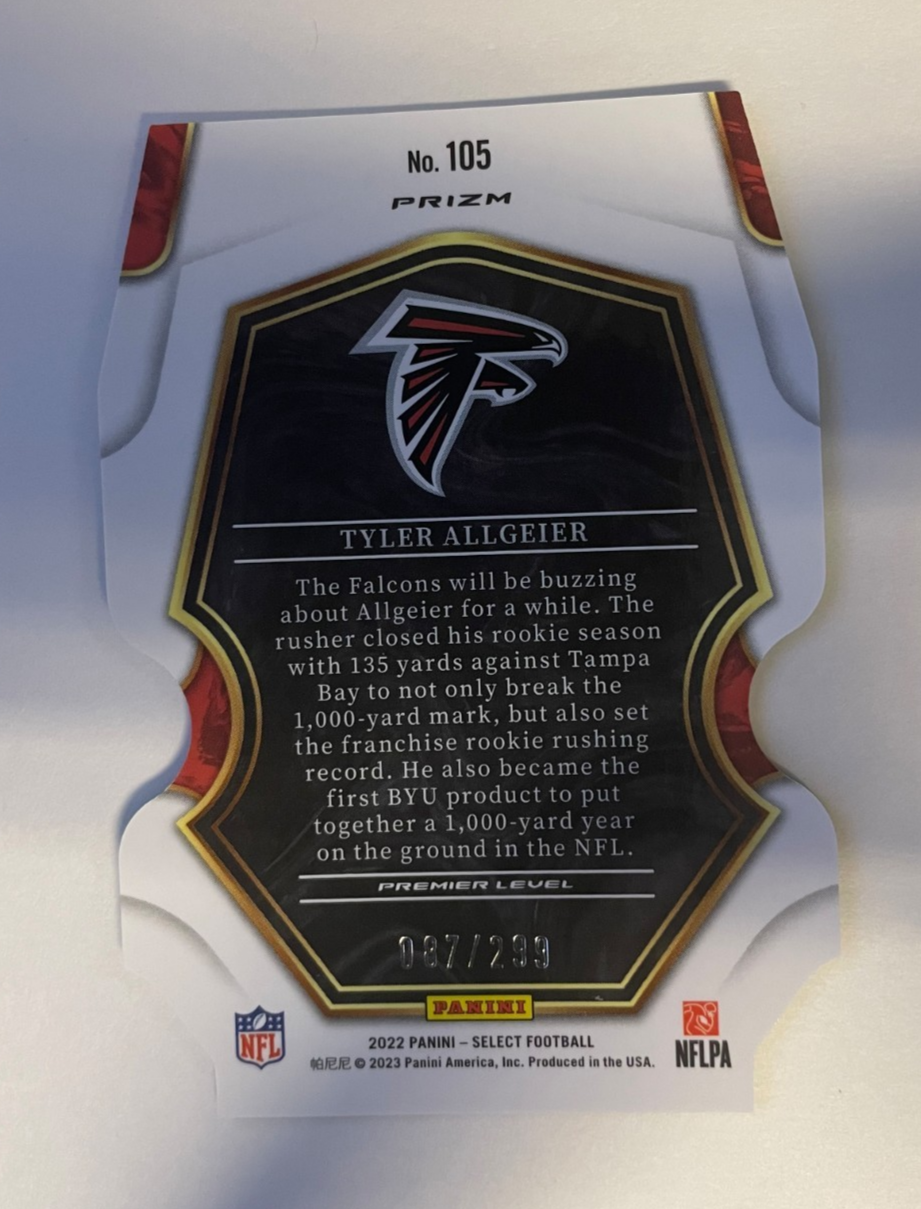 No. 105
PRIZM
TYLER ALLGEIER
The Falcons will be buzzing
about Allgeier for a while. The
rusher closed his rookie season
with 135 yards against Tampa
Bay to not only break the
1,000-yard mark, but also set
the franchise rookie rushing
record. He also became the
first BYU product to put
together a 1,000-yard year
on the ground in the NFL.
PREMIER LEVEL
087/299
PANINI
NFL
2022 PANINI – SELECT FOOTBALL
帕尼尼 © 2023 Panini America, Inc. Produced in the USA.
NFLPA